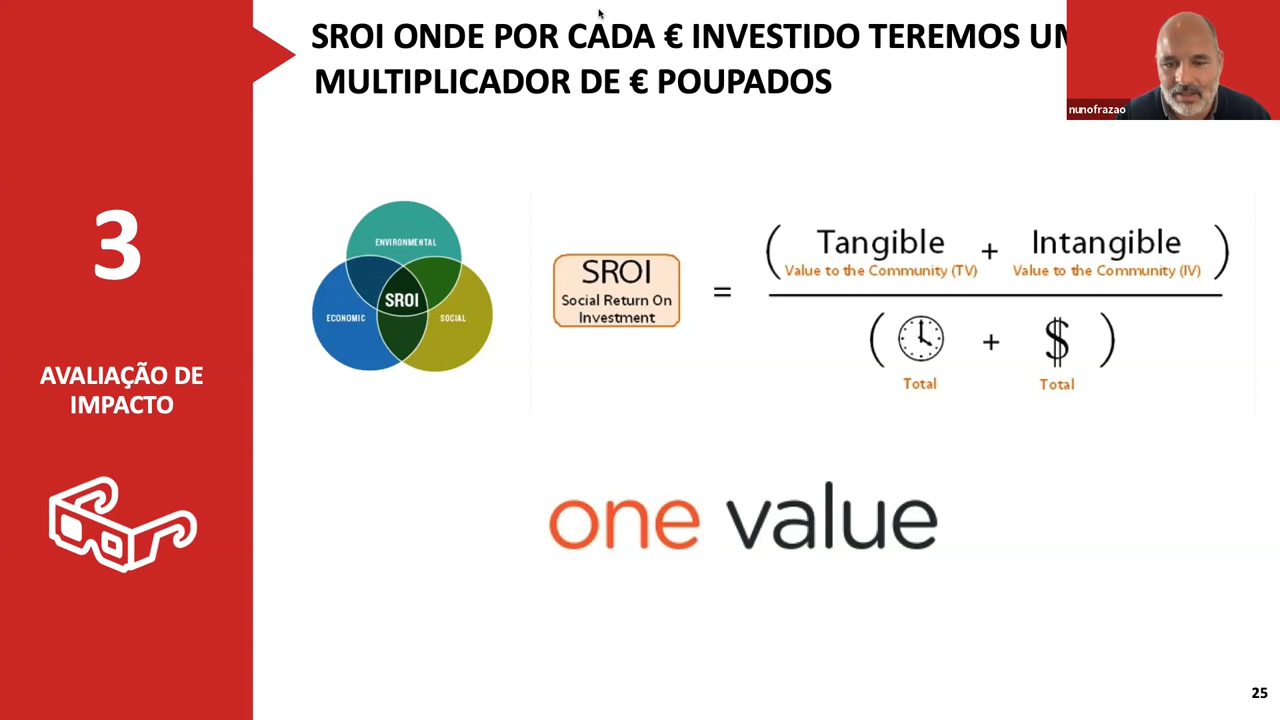 SROI ONDE POR CADA € INVESTIDO TEREMOS
MULTIPLICADOR DE € POUPADOS
nunofrazao
3
AVALIAÇÃO DE
IMPACTO
ENVIRONMENTAL
SROI
ECONOMIC
SOCIAL
SROI
Social Return On
Investment
=
( Tangible + Intangible )
Value to the Community (TV) Value to the Community (IV)
( + $ )
Total Total
one value
25